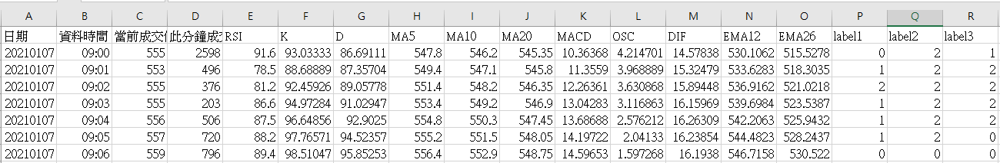 A B C D E F G H I J K L M N O P Q R
日期 資料時間 當前成交 此分鐘成交 RSI K D MA5 MA10 MA20 MACD OSC DIF EMA12 EMA26 label1 label2 label3
20210107 09:00 555 2598 91.6 93.03333 86.69111 547.8 546.2 545.35 10.36368 4.214701 14.57838 530.1062 515.5278 0 2 1
20210107 09:01 553 496 78.5 88.68889 87.35704 549.4 547.1 545.8 11.3559 3.968889 15.32479 533.6283 518.3035 1 2 2
20210107 09:02 555 376 81.2 92.45926 89.05778 551.4 548.2 546.35 12.26361 3.630868 15.89448 536.9162 521.0218 2 2 2
20210107 09:03 555 203 86.6 94.97284 91.02947 553.4 549.2 546.9 13.04283 3.116863 16.15969 539.6984 523.5387 1 2 2
20210107 09:04 556 506 87.5 96.64856 92.9025 554.8 550.3 547.45 13.68688 2.576212 16.26309 542.2063 525.9432 1 2 2
20210107 09:05 557 720 88.2 97.76571 94.52357 555.2 551.5 548.05 14.19722 2.04133 16.23854 544.4823 528.2437 1 2 0
20210107 09:06 559 796 89.4 98.51047 95.85253 556.4 552.9 548.75 14.59653 1.597268 16.1938 546.7158 530.522 0 0 0